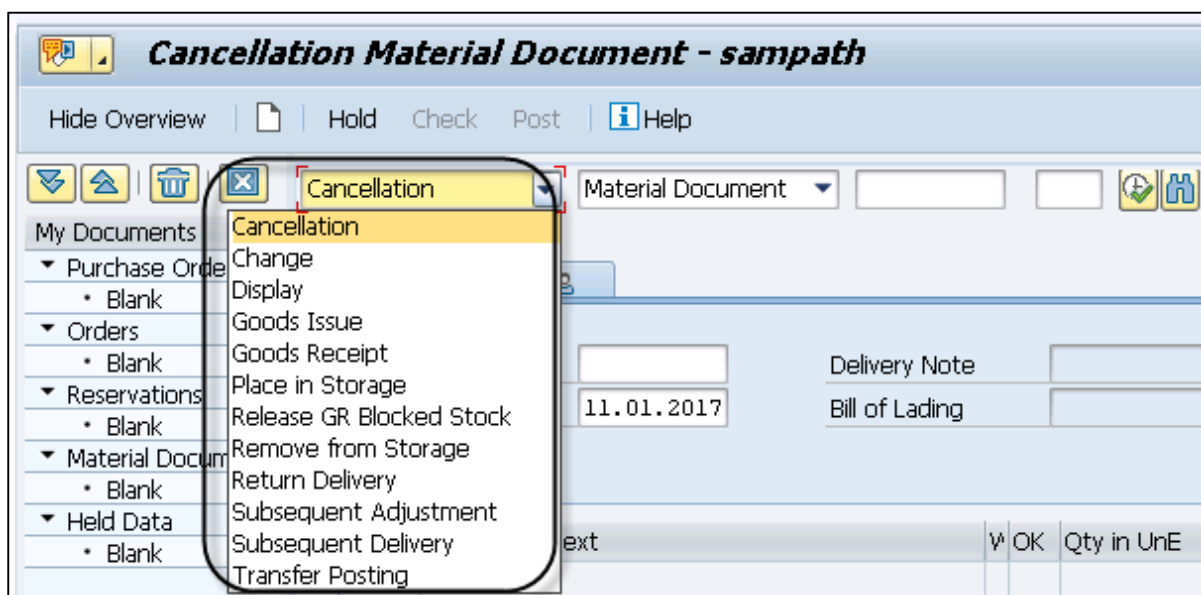 Cancellation Material Document - sampath
Hide Overview Hold Check Post i Help
Cancellation Material Document
My Documents
Purchase Orde
Blank
Orders
Blank
Reservations
Blank
Material Docum
Blank
Held Data
Blank
Cancellation
Change
Display
Goods Issue
Goods Receipt
Place in Storage
Release GR Blocked Stock
Remove from Storage
Return Delivery
Subsequent Adjustment
Subsequent Delivery
Transfer Posting
Delivery Note
11.01.2017 Bill of Lading
ext OK Qty in UnE